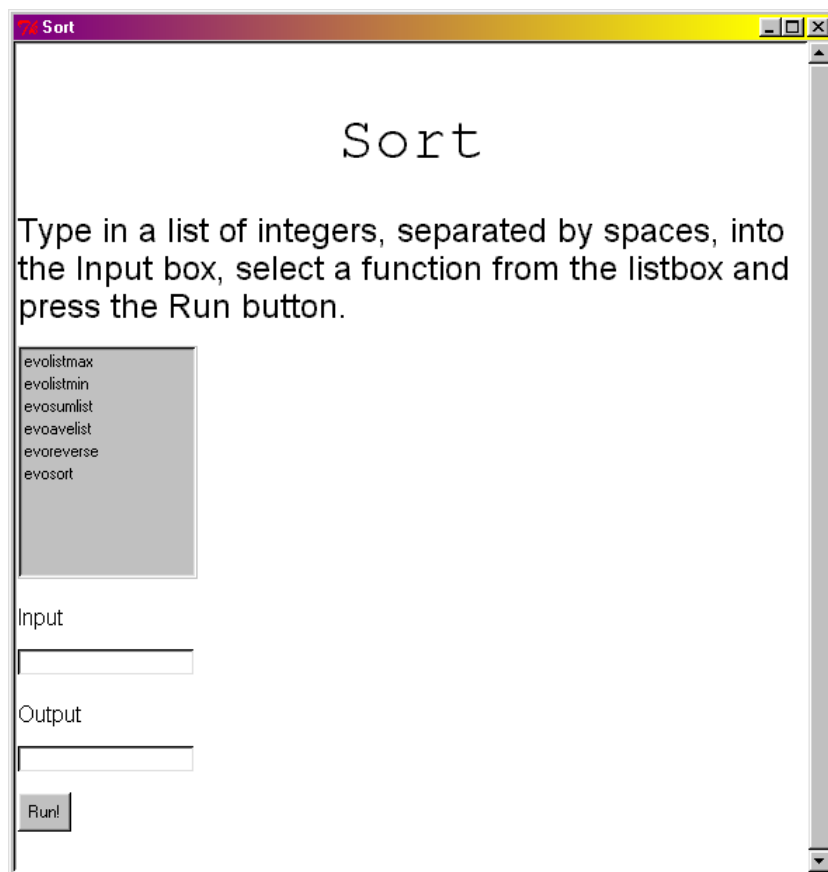 Sort
Sort
Type in a list of integers, separated by spaces, into
the Input box, select a function from the listbox and
press the Run button.
evolistmax
evolistmin
evosumlist
evoavelist
evoreverse
evosort
Input
Output
Run!